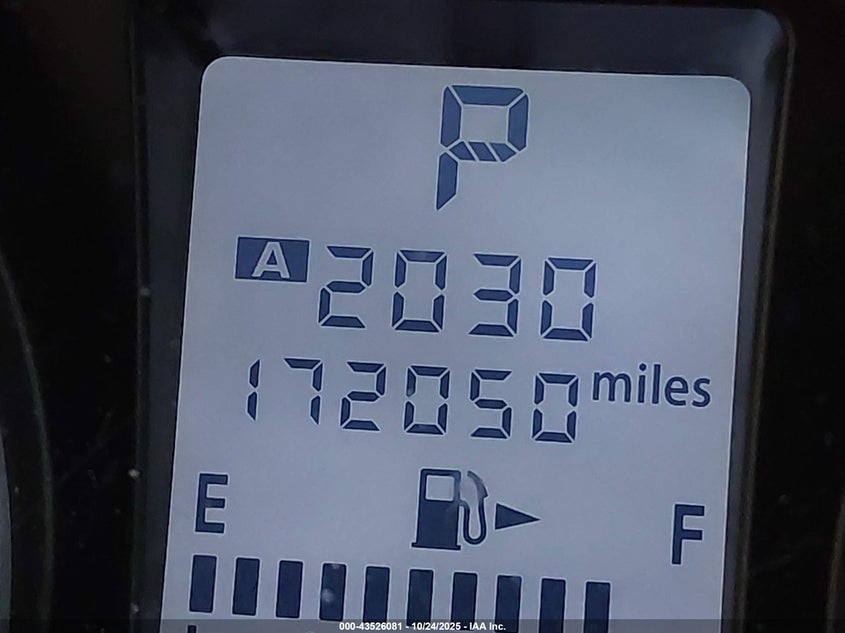 P
A 2030
172050 miles
E F
000-43526081 - 10/24/2025 - IAA Inc.